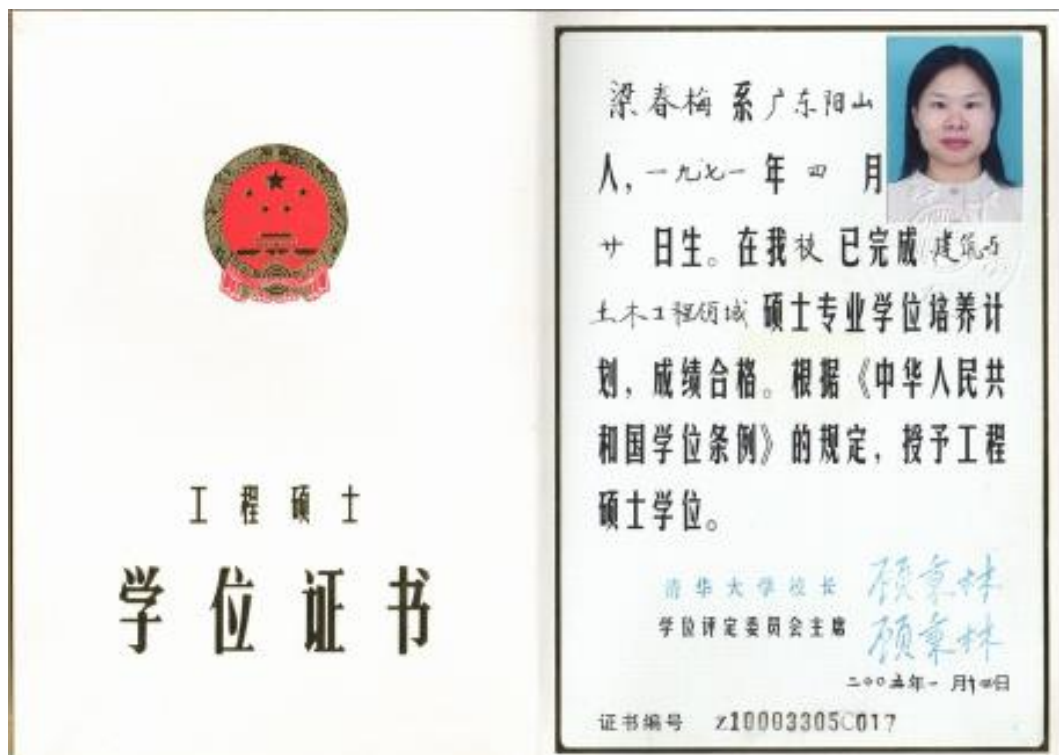 工程硕士
学位证书
梁春梅 系 广东阳山
人，一九七一 年 四 月
廿 日生。在我校 已完成 建筑与
土木工程领域 硕士专业学位培养计
划，成绩合格。根据《中华人民共
和国学位条例》的规定，授予工程
硕士学位。
清华大学校长 顾秉林
学位评定委员会主席 顾秉林
二〇〇五年一月十四日
证书编号 Z10003305C017